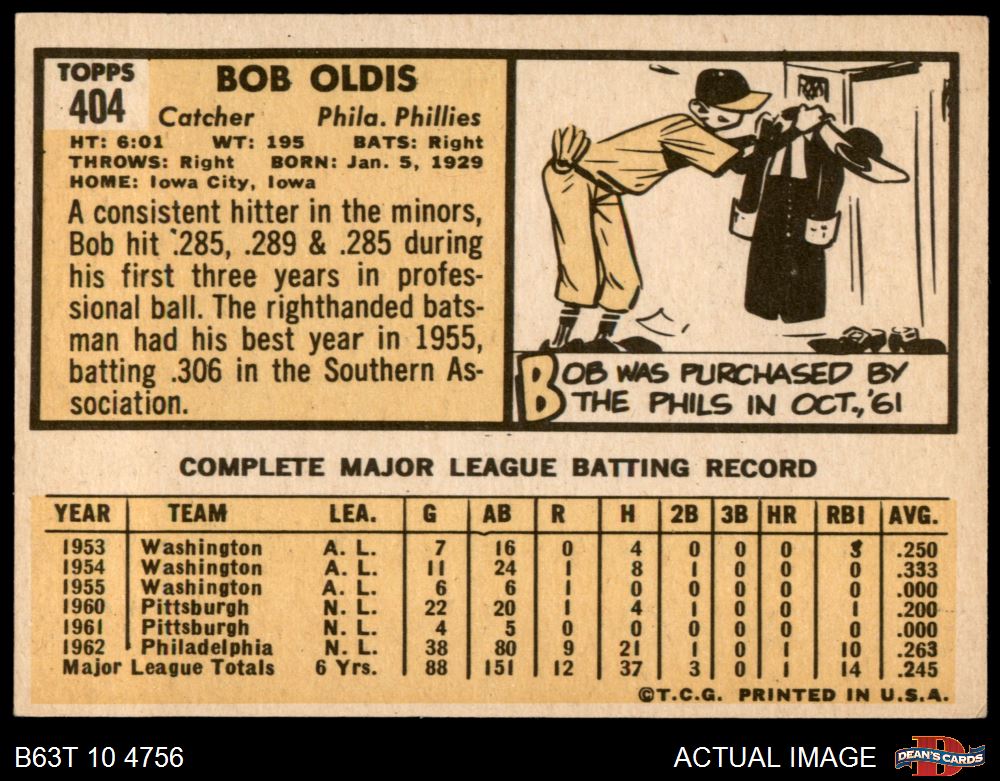 TOPPS
404
BOB OLDIS
Catcher Phila. Phillies
HT: 6:01 WT: 195 BATS: Right
THROWS: Right BORN: Jan. 5, 1929
HOME: Iowa City, Iowa
A consistent hitter in the minors,
Bob hit .285, .289 & .285 during
his first three years in profes-
sional ball. The righthanded bats-
man had his best year in 1955,
batting .306 in the Southern As-
sociation.
BOB WAS PURCHASED BY
THE PHILS IN OCT., '61
COMPLETE MAJOR LEAGUE BATTING RECORD
YEAR TEAM LEA. G AB R H 2B 3B HR RBI AVG.
1953 Washington A. L. 7 16 0 4 0 0 0 3 .250
1954 Washington A. L. 11 24 1 8 1 0 0 0 .333
1955 Washington A. L. 6 6 1 0 0 0 0 0 .000
1960 Pittsburgh N. L. 22 20 1 4 1 0 0 1 .200
1961 Pittsburgh N. L. 4 5 0 0 0 0 0 0 .000
1962 Philadelphia N. L. 38 80 9 21 1 0 1 10 .263
Major League Totals 6 Yrs. 88 151 12 37 3 0 1 14 .245
©T.C.G. PRINTED IN U.S.A.
B63T 10 4756 ACTUAL IMAGE DEAN'S CARDS